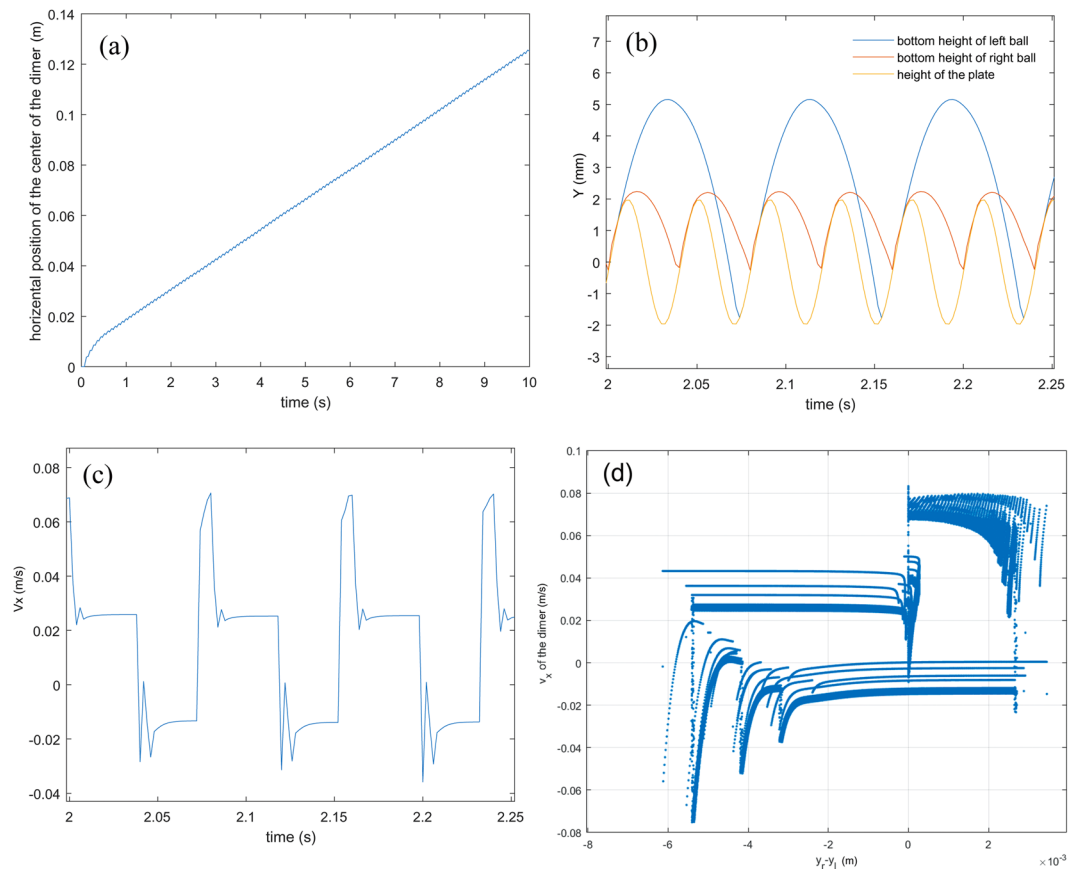 (a)
horizental position of the center of the dimer (m)
0.14
0.12
0.1
0.08
0.06
0.04
0.02
0
0 1 2 3 4 5 6 7 8 9 10
time (s)
(b)
bottom height of left ball
bottom height of right ball
height of the plate
Y (mm)
7
6
5
4
3
2
1
0
-1
-2
-3
2 2.05 2.1 2.15 2.2 2.25
time (s)
(c)
Vx (m/s)
0.08
0.06
0.04
0.02
0
-0.02
-0.04
2 2.05 2.1 2.15 2.2 2.25
time (s)
(d)
v_x of the dimer (m/s)
0.1
0.08
0.06
0.04
0.02
0
-0.02
-0.04
-0.06
-0.08
-8 -6 -4 -2 0 2
×10⁻³
y_r-y_l (m)